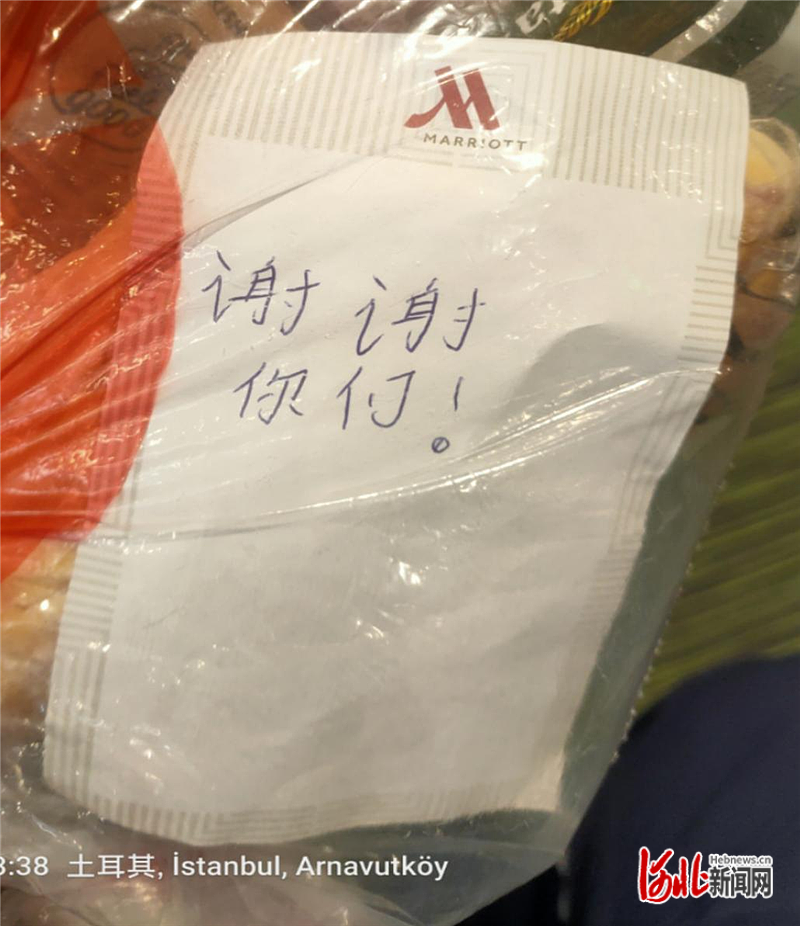 MARRIOTT
谢谢
你们!
3:38 土耳其, İstanbul, Arnavutköy
Hebnews.cn
河北新闻网